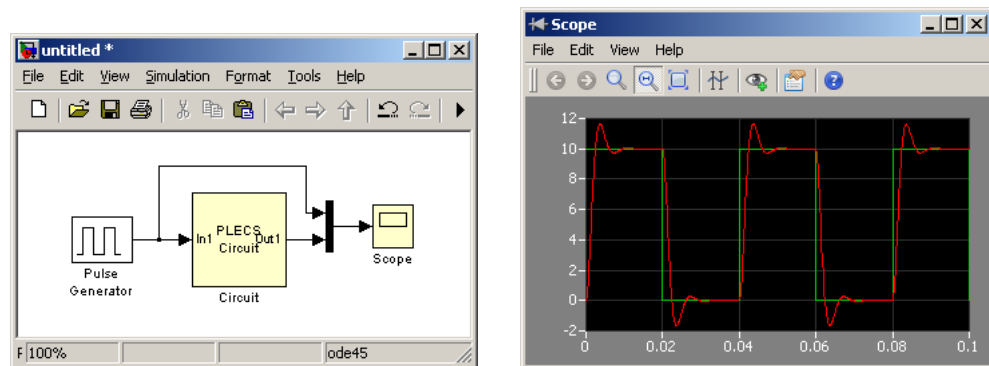 untitled *
File Edit View Simulation Format Tools Help
In1 PLECS Circuit Out1
Pulse Generator
Circuit
Scope
F 100% ode45
Scope
File Edit View Help
12
10
8
6
4
2
0
-2
0 0.02 0.04 0.06 0.08 0.1